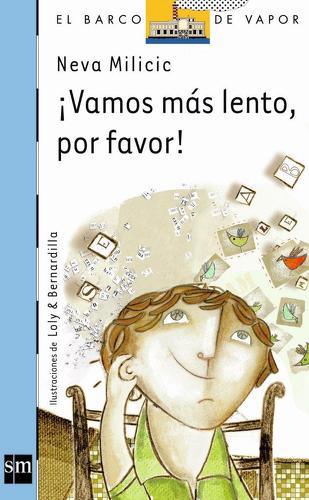 EL BARCO DE VAPOR
Neva Milicic
¡Vamos más lento,
por favor!
Ilustraciones de Loly & Bernardilla
sm